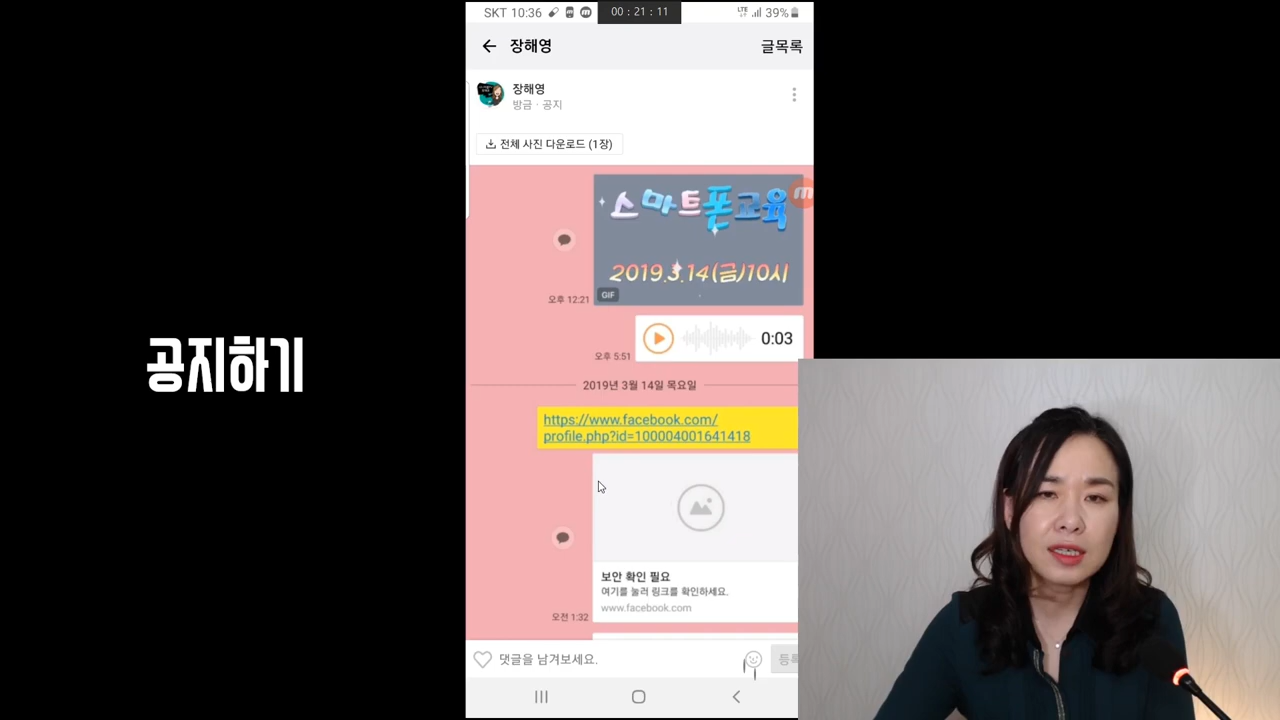 SKT 10:36
00 : 21 : 11
LTE
39%
장해영
글목록
장해영
방금 · 공지
전체 사진 다운로드 (1장)
스마트폰교육
2019.3.14(금)10시
GIF
오후 12:21
0:03
오후 5:51
2019년 3월 14일 목요일
https://www.facebook.com/
profile.php?id=100004001641418
보안 확인 필요
여기를 눌러 링크를 확인하세요.
www.facebook.com
오전 1:32
댓글을 남겨보세요.
공지하기